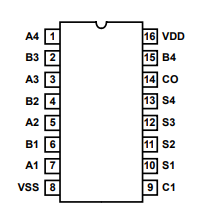 A4 1 16 VDD
B3 2 15 B4
A3 3 14 CO
B2 4 13 S4
A2 5 12 S3
B1 6 11 S2
A1 7 10 S1
VSS 8 9 C1